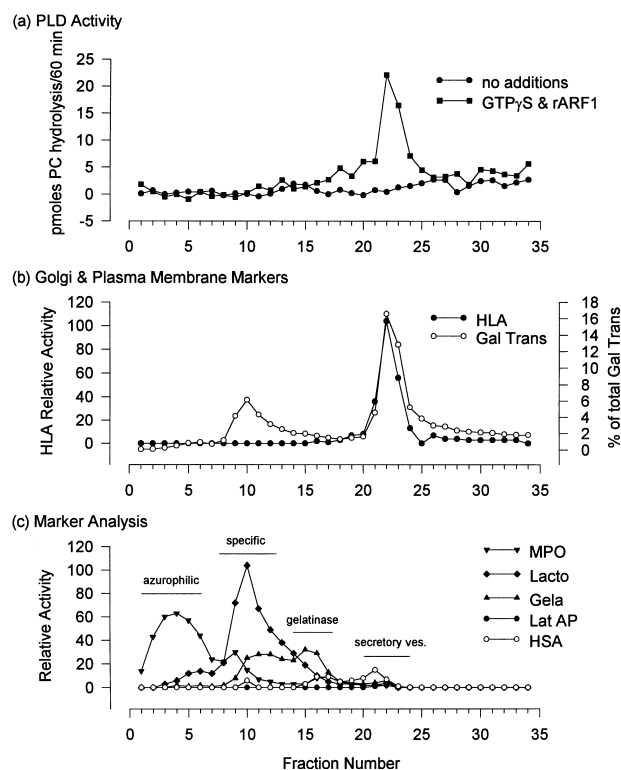 (a) PLD Activity
pmoles PC hydrolysis/60 min
25
20
15
10
5
0
-5
no additions
GTPγS & rARF1
0 5 10 15 20 25 30 35
(b) Golgi & Plasma Membrane Markers
HLA Relative Activity
120
100
80
60
40
20
0
HLA
Gal Trans
18
16
14
12
10
8
6
4
2
0
% of total Gal Trans
0 5 10 15 20 25 30 35
(c) Marker Analysis
Relative Activity
120
100
80
60
40
20
0
azurophilic
specific
gelatinase
secretory ves.
MPO
Lacto
Gela
Lat AP
HSA
0 5 10 15 20 25 30 35
Fraction Number